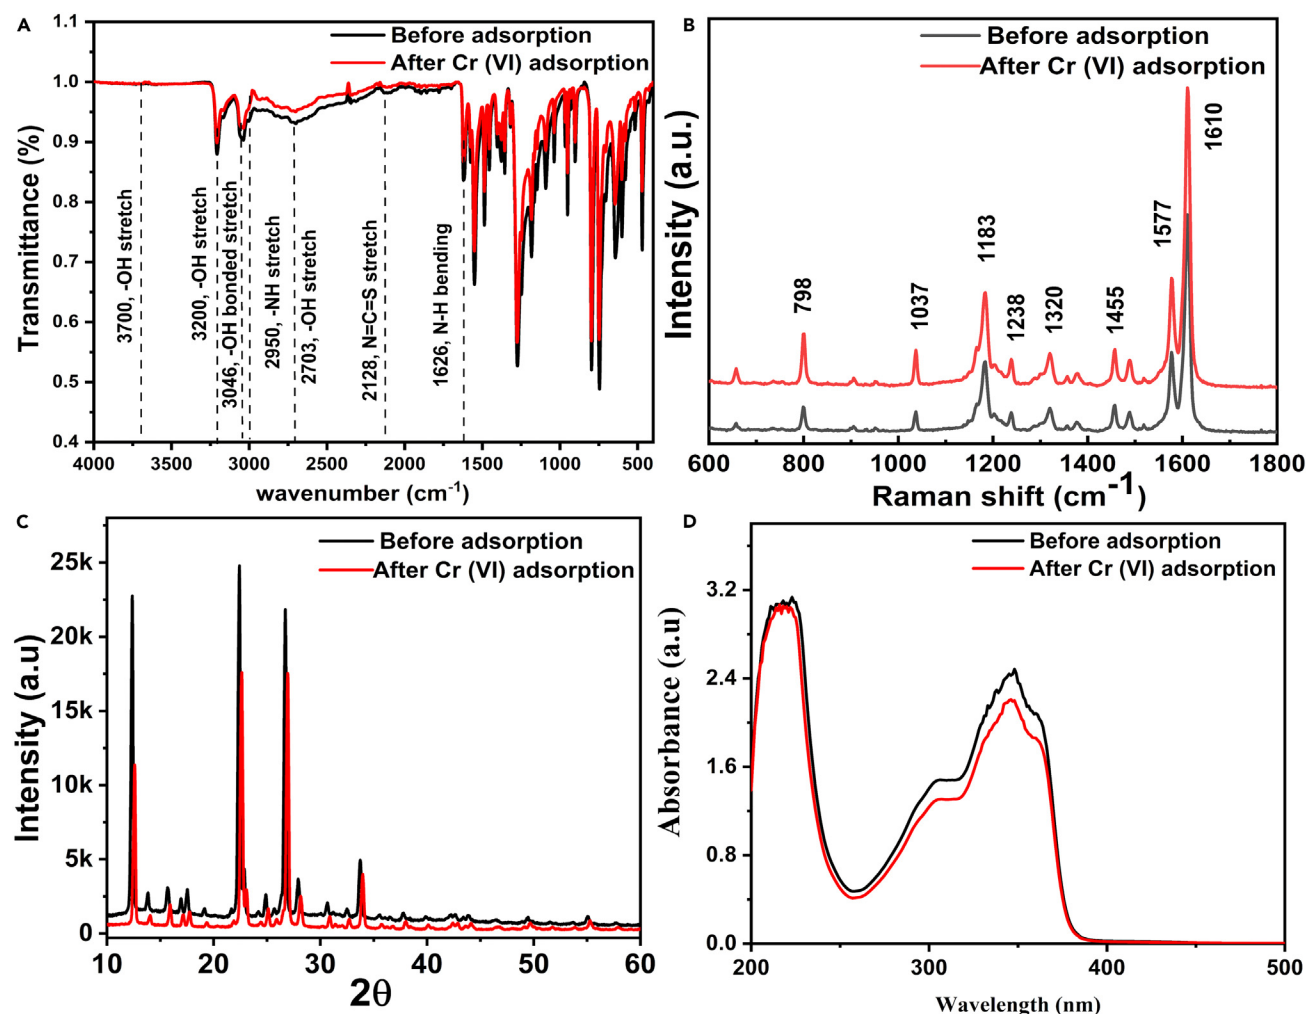 A
Before adsorption
After Cr (VI) adsorption
1.1
1.0
0.9
0.8
0.7
0.6
0.5
0.4
Transmittance (%)
3700, -OH stretch
3200, -OH stretch
3046, -OH bonded stretch
2950, -NH stretch
2703, -OH stretch
2128, N=C=S stretch
1626, N-H bending
4000 3500 3000 2500 2000 1500 1000 500
wavenumber (cm-1)
B
Before adsorption
After Cr (VI) adsorption
Intensity (a.u.)
798
1037
1183
1238
1320
1455
1577
1610
600 800 1000 1200 1400 1600 1800
Raman shift (cm-1)
C
Before adsorption
After Cr (VI) adsorption
25k
20k
15k
10k
5k
0
Intensity (a.u)
10 20 30 40 50 60
2θ
D
Before adsorption
After Cr (VI) adsorption
3.2
2.4
1.6
0.8
0.0
Absorbance (a.u)
200 300 400 500
Wavelength (nm)